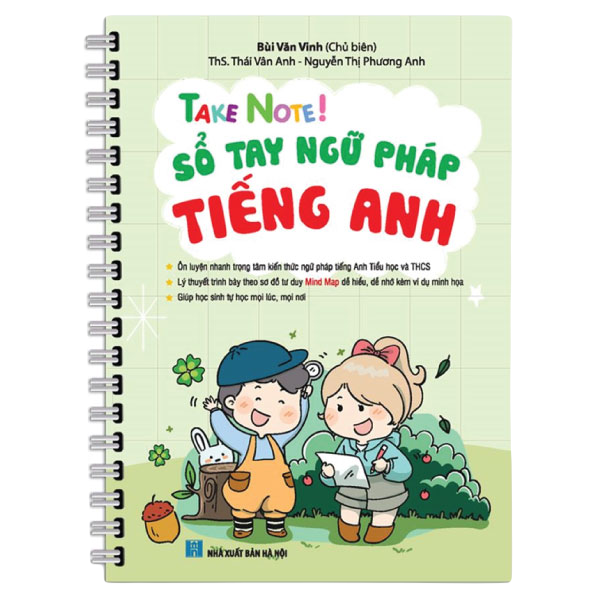 Bùi Văn Vinh (Chủ biên)
ThS. Thái Vân Anh - Nguyễn Thị Phương Anh
TAKE NOTE!
SỔ TAY NGỮ PHÁP
TIẾNG ANH
Ôn luyện nhanh trọng tâm kiến thức ngữ pháp tiếng Anh Tiểu học và THCS
Lý thuyết trình bày theo sơ đồ tư duy Mind Map dễ hiểu, dễ nhớ kèm ví dụ minh họa
Giúp học sinh tự học mọi lúc, mọi nơi
NHÀ XUẤT BẢN HÀ NỘI